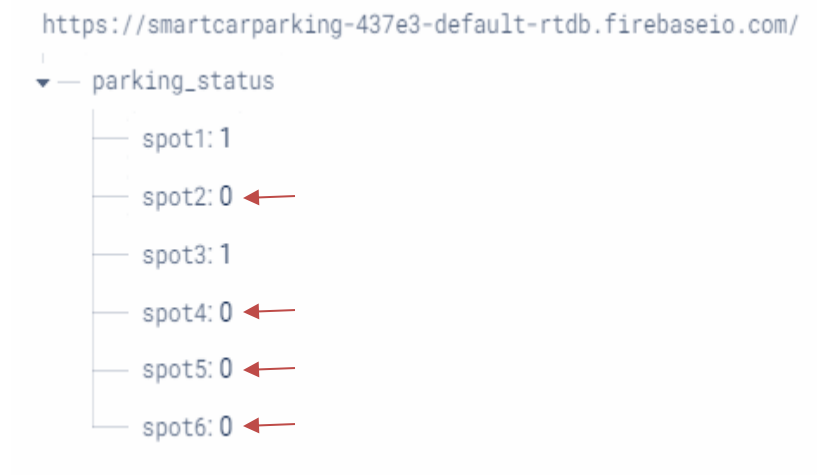 https://smartcarparking-437e3-default-rtdb.firebaseio.com/
parking_status
spot1: 1
spot2: 0
spot3: 1
spot4: 0
spot5: 0
spot6: 0